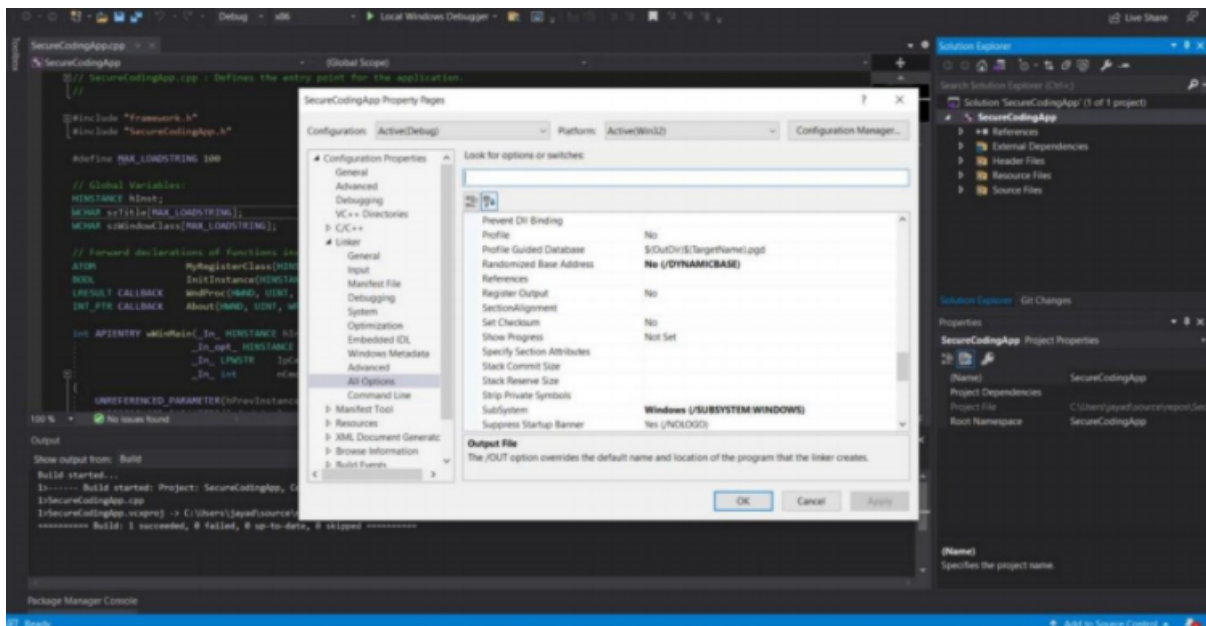 Debug x86 Local Windows Debugger Live Share
Toolbox
SecureCodingApp.cpp
SecureCodingApp (Global Scope)
// SecureCodingApp.cpp : Defines the entry point for the application.
//
#include "framework.h"
#include "SecureCodingApp.h"
#define MAX_LOADSTRING 100
// Global Variables:
HINSTANCE hInst;
WCHAR szTitle[MAX_LOADSTRING];
WCHAR szWindowClass[MAX_LOADSTRING];
// Forward declarations of functions in
ATOM MyRegisterClass(HINS
BOOL InitInstance(HINSTA
LRESULT CALLBACK WndProc(HWND, UINT,
INT_PTR CALLBACK About(HWND, UINT, W
int APIENTRY wWinMain(_In_ HINSTANCE hIn
_In_opt_ HINSTANCE
_In_ LPWSTR lpC
_In_ int nCm
{
UNREFERENCED_PARAMETER(hPrevInstance
100 % No issues found
Output
Show output from: Build
Build started...
1>------ Build started: Project: SecureCodingApp, C
1>SecureCodingApp.cpp
1>SecureCodingApp.vcxproj -> C:\Users\jayad\source\
========== Build: 1 succeeded, 0 failed, 0 up-to-date, 0 skipped ==========
Package Manager Console
Ready
Add to Source Control
SecureCodingApp Property Pages ? ×
Configuration: Active(Debug) Platform: Active(Win32) Configuration Manager...
Configuration Properties
General
Advanced
Debugging
VC++ Directories
C/C++
Linker
General
Input
Manifest File
Debugging
System
Optimization
Embedded IDL
Windows Metadata
Advanced
All Options
Command Line
Manifest Tool
Resources
XML Document Generatc
Browse Information
Build Events
Look for options or switches:
Prevent Dll Binding
Profile No
Profile Guided Database $(OutDir)$(TargetName).pgd
Randomized Base Address No (/DYNAMICBASE)
References
Register Output No
SectionAlignment
Set Checksum No
Show Progress Not Set
Specify Section Attributes
Stack Commit Size
Stack Reserve Size
Strip Private Symbols
SubSystem Windows (/SUBSYSTEM:WINDOWS)
Suppress Startup Banner Yes (/NOLOGO)
Output File
The /OUT option overrides the default name and location of the program that the linker creates.
OK Cancel Apply
Solution Explorer
Search Solution Explorer (Ctrl+;)
Solution 'SecureCodingApp' (1 of 1 project)
SecureCodingApp
References
External Dependencies
Header Files
Resource Files
Source Files
Solution Explorer Git Changes
Properties
SecureCodingApp Project Properties
(Name) SecureCodingApp
Project Dependencies
Project File C:\Users\jayad\source\repos\Sec
Root Namespace SecureCodingApp
(Name)
Specifies the project name.